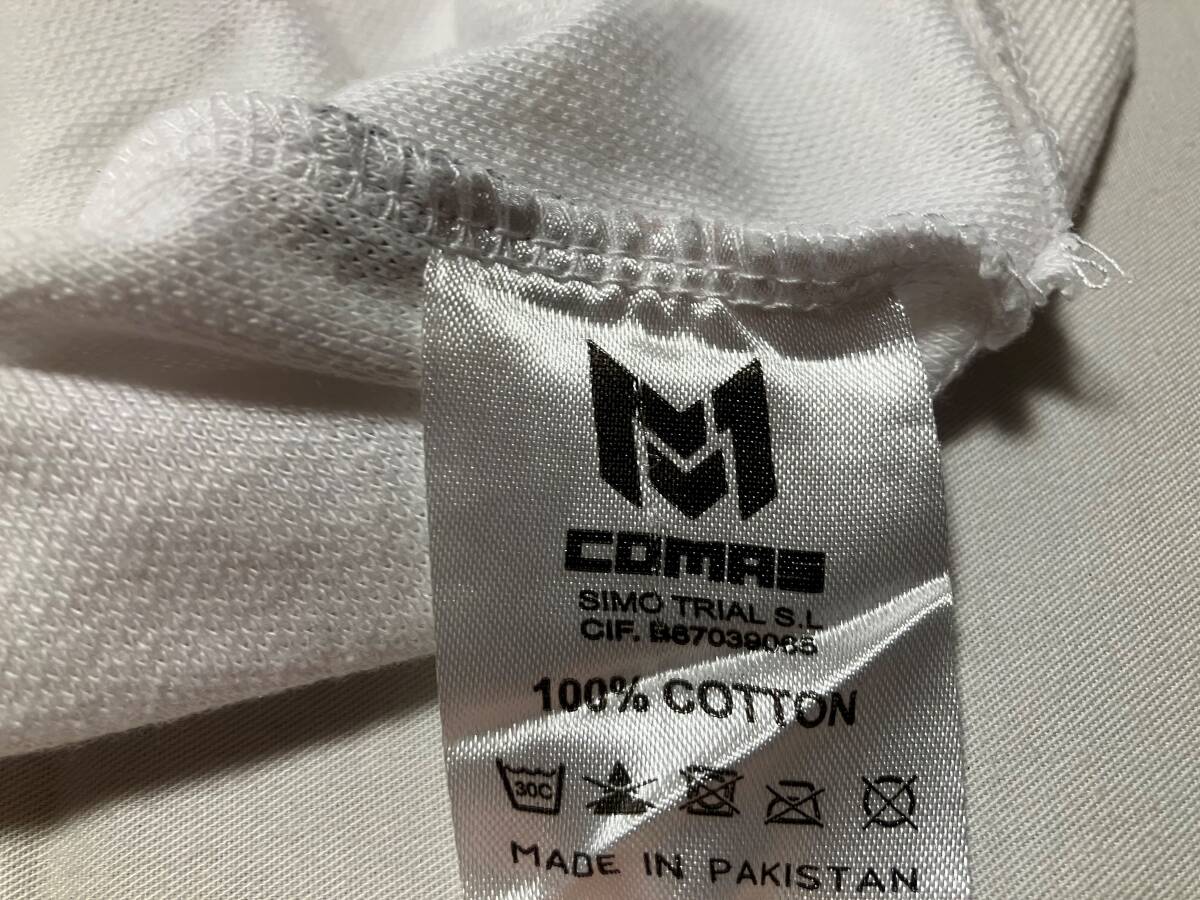 COMAS
SIMO TRIAL S.L
CIF. B67039065
100% COTTON
30C
MADE IN PAKISTAN